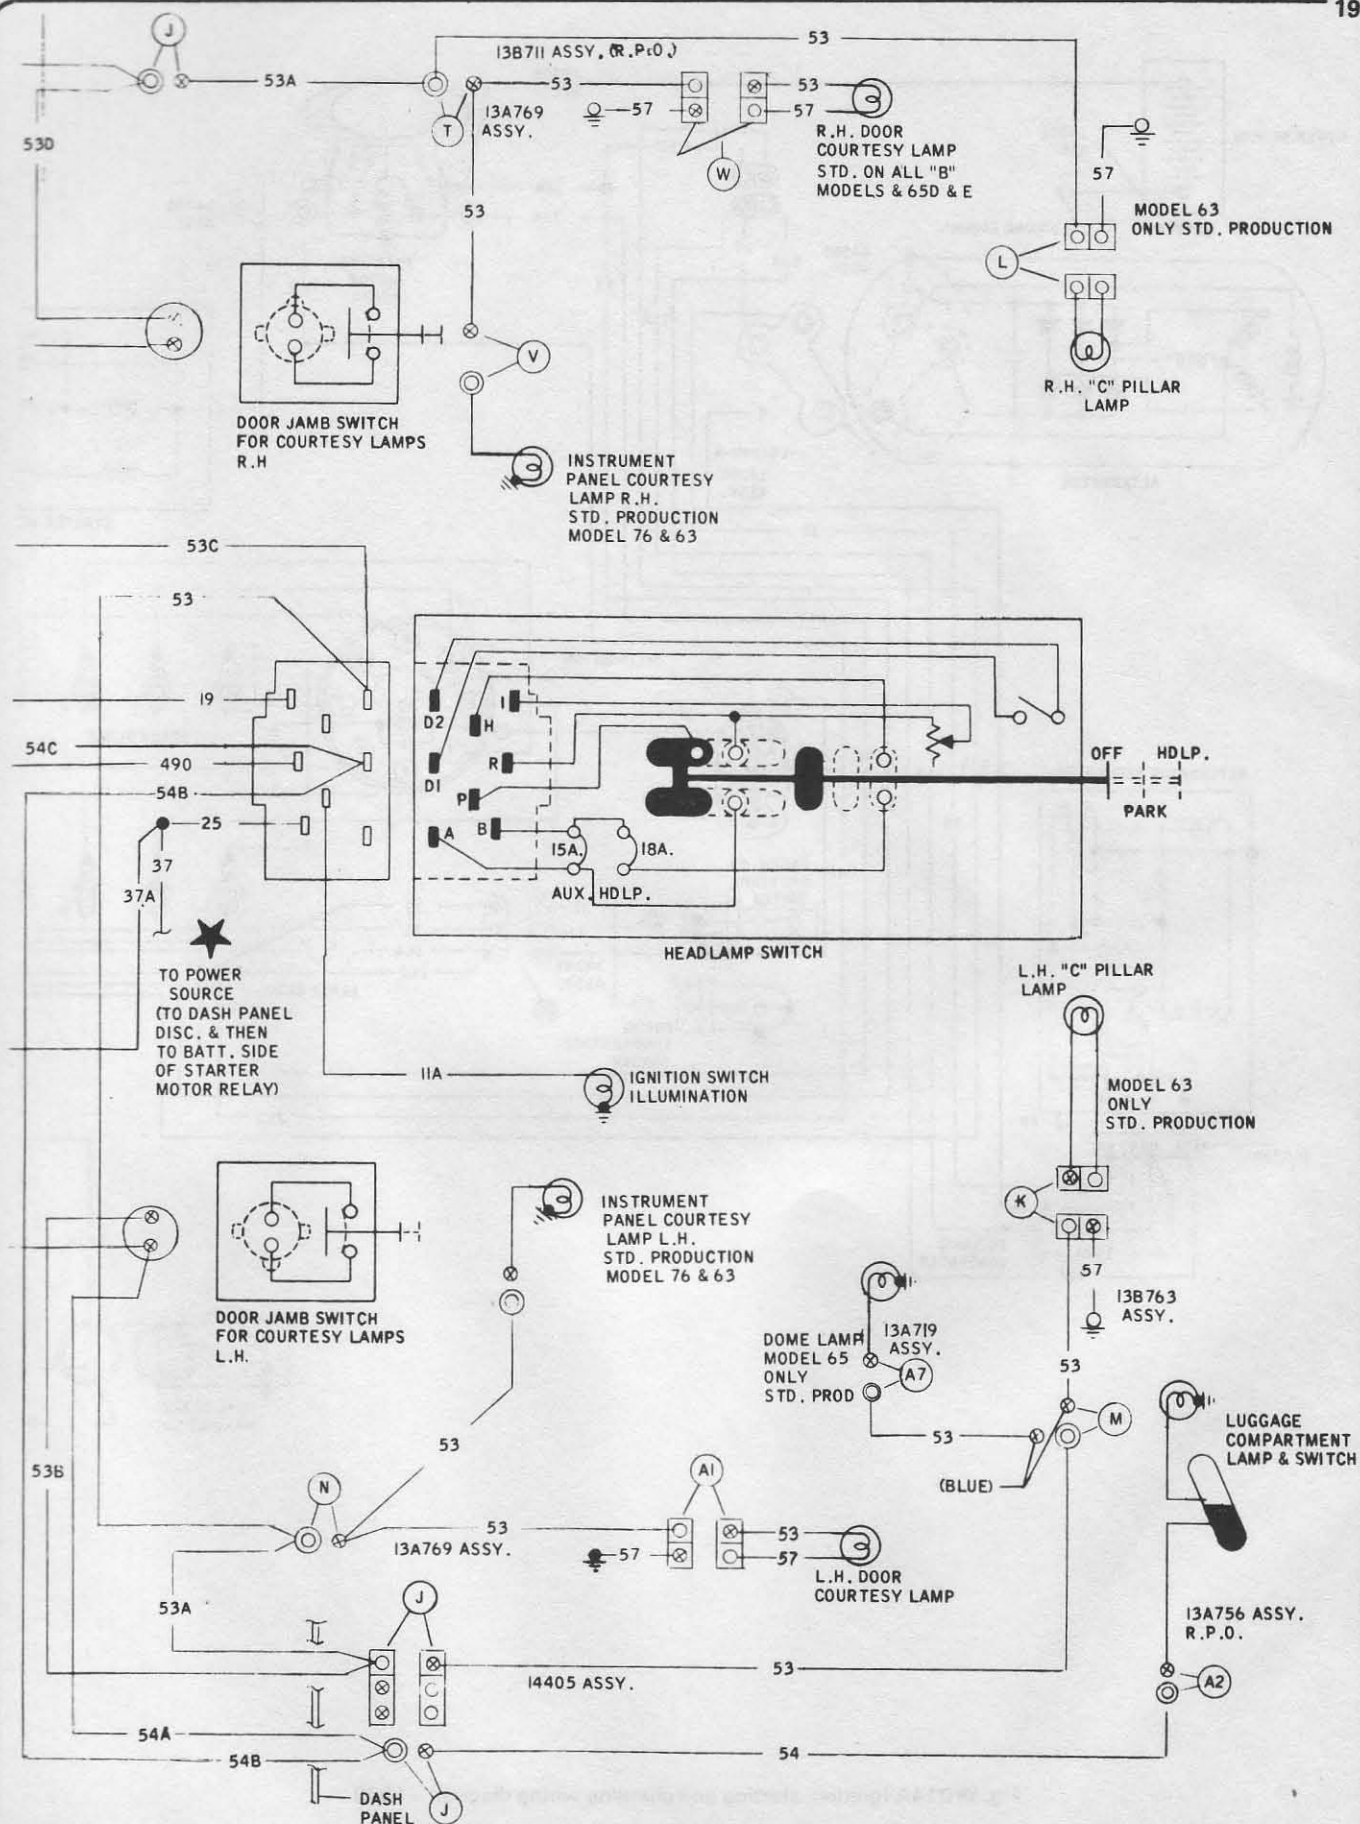 19
J
53
13B711 ASSY. (R.P.O.)
53A
53
53
57
57
13A769
ASSY.
T
W
R.H. DOOR
COURTESY LAMP
STD. ON ALL "B"
MODELS & 65D & E
53D
57
53
MODEL 63
ONLY STD. PRODUCTION
L
V
R.H. "C" PILLAR
LAMP
DOOR JAMB SWITCH
FOR COURTESY LAMPS
R.H
INSTRUMENT
PANEL COURTESY
LAMP R.H.
STD. PRODUCTION
MODEL 76 & 63
53C
53
19
54C
490
54B
25
37
37A
D2
H
I
D1
R
P
A
B
15A.
18A.
AUX. HDLP.
OFF HDLP.
PARK
HEADLAMP SWITCH
TO POWER
SOURCE
(TO DASH PANEL
DISC. & THEN
TO BATT. SIDE
OF STARTER
MOTOR RELAY)
L.H. "C" PILLAR
LAMP
11A
IGNITION SWITCH
ILLUMINATION
MODEL 63
ONLY
STD. PRODUCTION
K
INSTRUMENT
PANEL COURTESY
LAMP L.H.
STD. PRODUCTION
MODEL 76 & 63
57
13B763
ASSY.
DOOR JAMB SWITCH
FOR COURTESY LAMPS
L.H.
DOME LAMP
MODEL 65
ONLY
STD. PROD
13A719
ASSY.
A7
53
M
53
(BLUE)
LUGGAGE
COMPARTMENT
LAMP & SWITCH
53
53B
N
A1
53
13A769 ASSY.
57
53
57
L.H. DOOR
COURTESY LAMP
53A
J
13A756 ASSY.
R.P.O.
53
14405 ASSY.
A2
54A
54B
54
DASH
PANEL
J